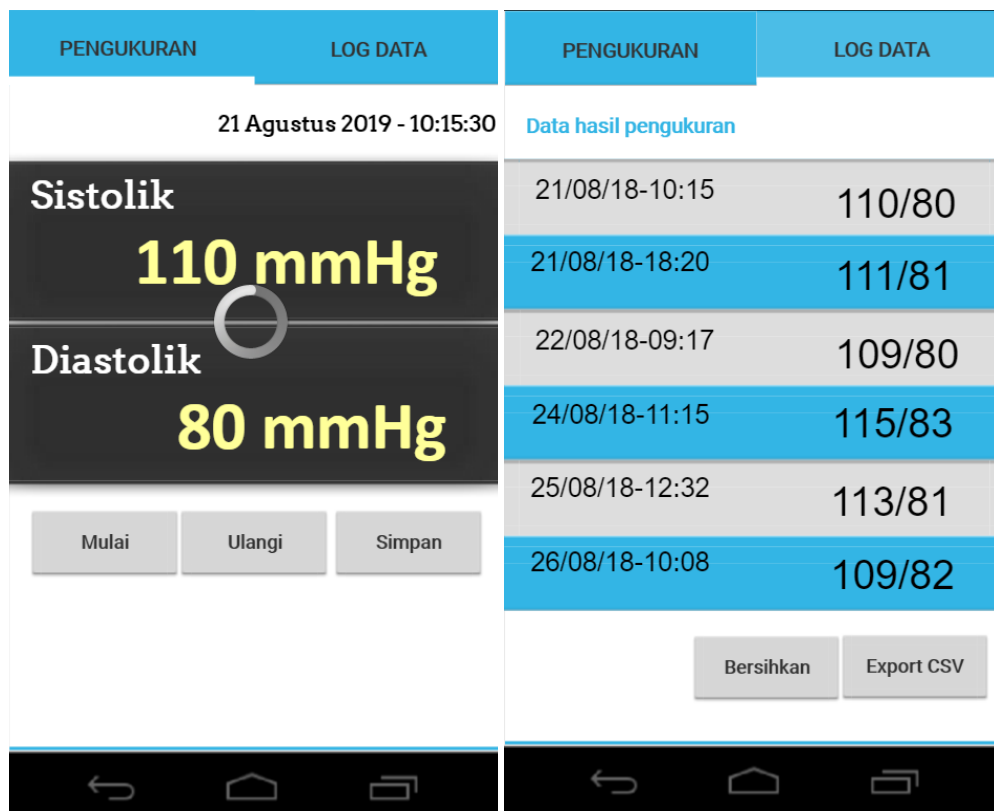 PENGUKURAN LOG DATA
21 Agustus 2019 - 10:15:30
Sistolik
110 mmHg
Diastolik
80 mmHg
Mulai Ulangi Simpan
PENGUKURAN LOG DATA
Data hasil pengukuran
21/08/18-10:15 110/80
21/08/18-18:20 111/81
22/08/18-09:17 109/80
24/08/18-11:15 115/83
25/08/18-12:32 113/81
26/08/18-10:08 109/82
Bersihkan Export CSV